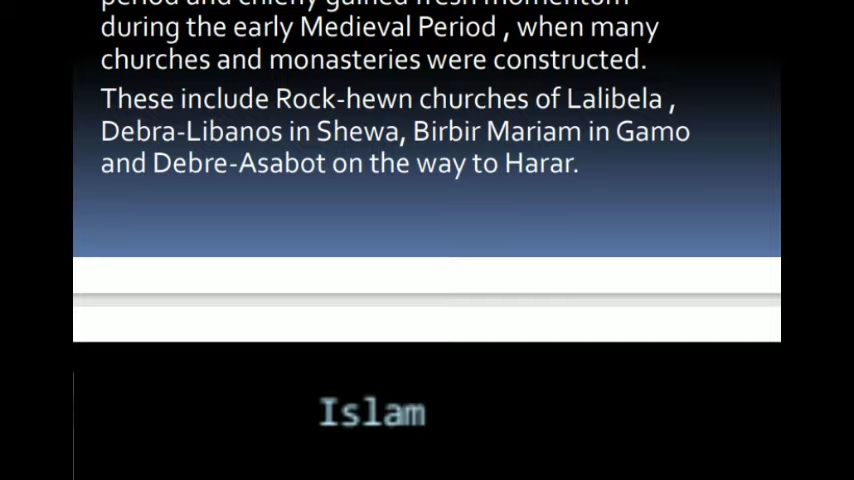 during the early Medieval Period , when many
churches and monasteries were constructed.
These include Rock-hewn churches of Lalibela ,
Debra-Libanos in Shewa, Birbir Mariam in Gamo
and Debre-Asabot on the way to Harar.
Islam